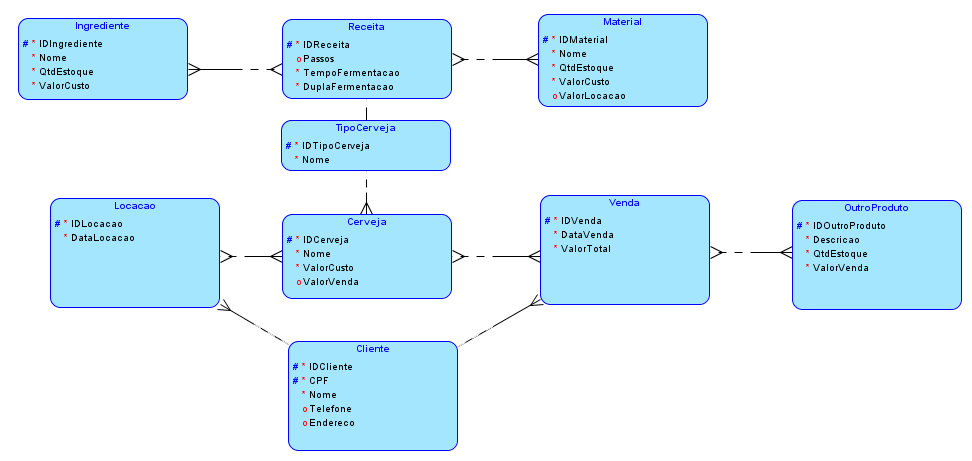 Ingrediente
# * IDIngrediente
* Nome
* QtdEstoque
* ValorCusto
Receita
# * IDReceita
o Passos
* TempoFermentacao
* DuplaFermentacao
Material
# * IDMaterial
* Nome
* QtdEstoque
* ValorCusto
o ValorLocacao
TipoCerveja
# * IDTipoCerveja
* Nome
Locacao
# * IDLocacao
* DataLocacao
Cerveja
# * IDCerveja
* Nome
* ValorCusto
o ValorVenda
Venda
# * IDVenda
* DataVenda
* ValorTotal
OutroProduto
# * IDOutroProduto
* Descricao
* QtdEstoque
* ValorVenda
Cliente
# * IDCliente
# * CPF
* Nome
o Telefone
o Endereco